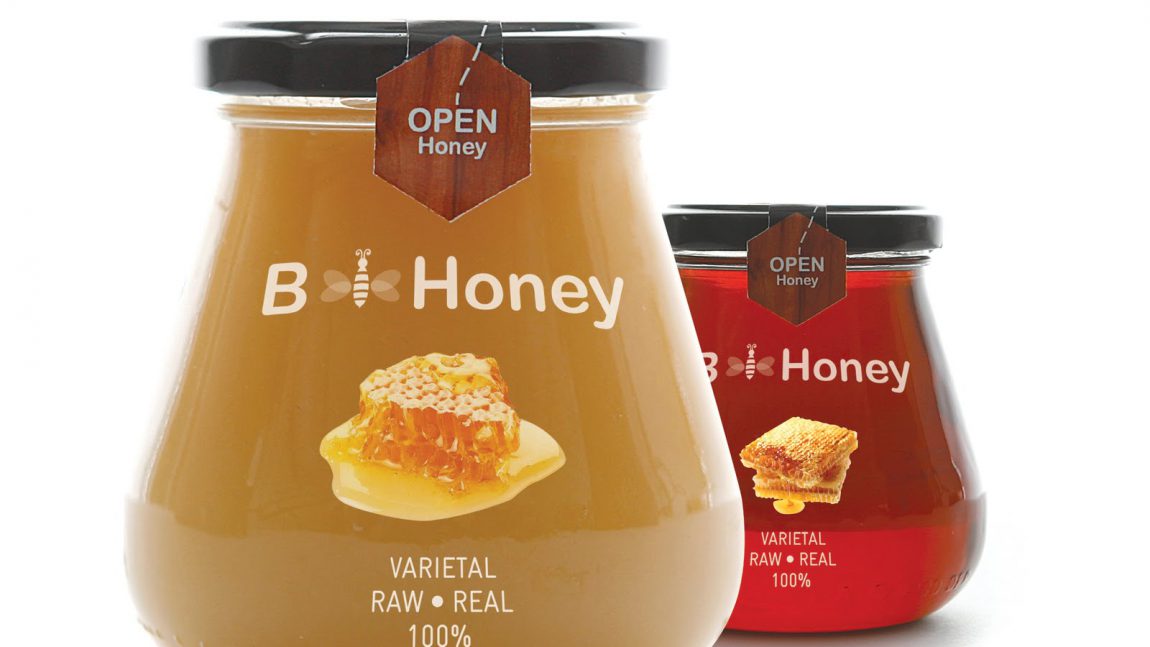 OPEN
Honey
B Honey
VARIETAL
RAW • REAL
100%
OPEN
Honey
B Honey
VARIETAL
RAW • REAL
100%